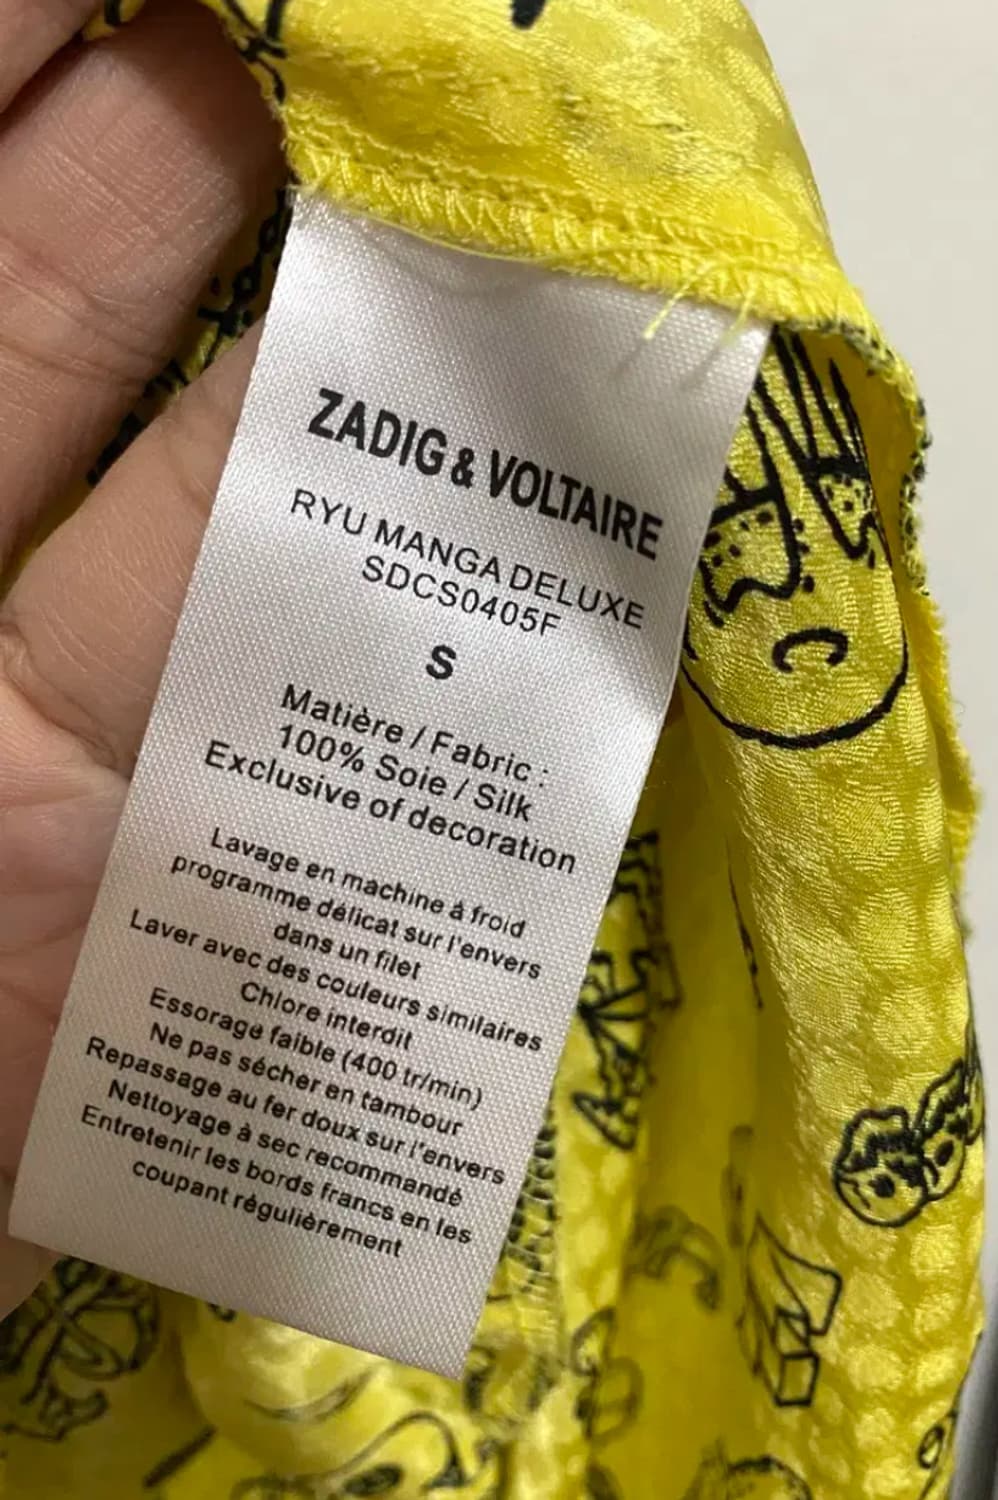 ZADIG & VOLTAIRE
RYU MANGA DELUXE
SDCS0405F
S
Matière / Fabric :
100% Soie / Silk
Exclusive of decoration
Lavage en machine à froid
programme délicat sur l'envers
dans un filet
Laver avec des couleurs similaires
Chlore interdit
Essorage faible (400 tr/min)
Ne pas sécher en tambour
Repassage au fer doux sur l'envers
Nettoyage à sec recommandé
Entretenir les bords francs en les
coupant régulièrement